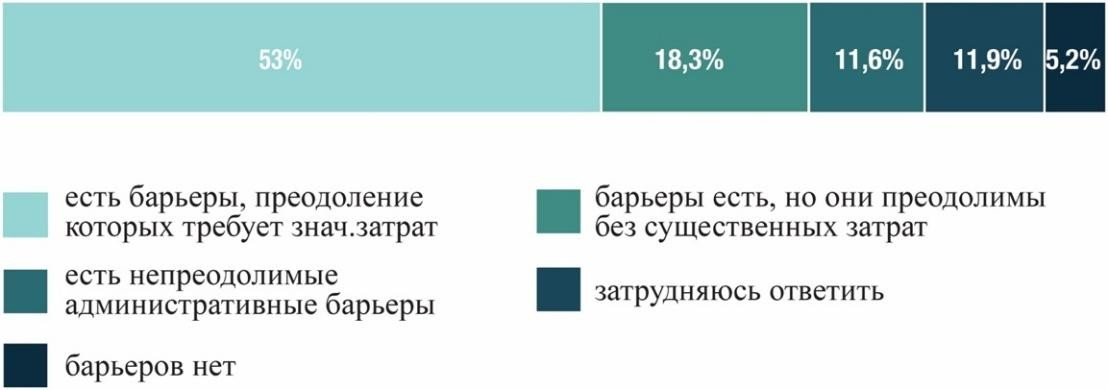 53% 18,3% 11,6% 11,9% 5,2%
есть барьеры, преодоление
которых требует знач.затрат
барьеры есть, но они преодолимы
без существенных затрат
есть непреодолимые
административные барьеры
затрудняюсь ответить
барьеров нет